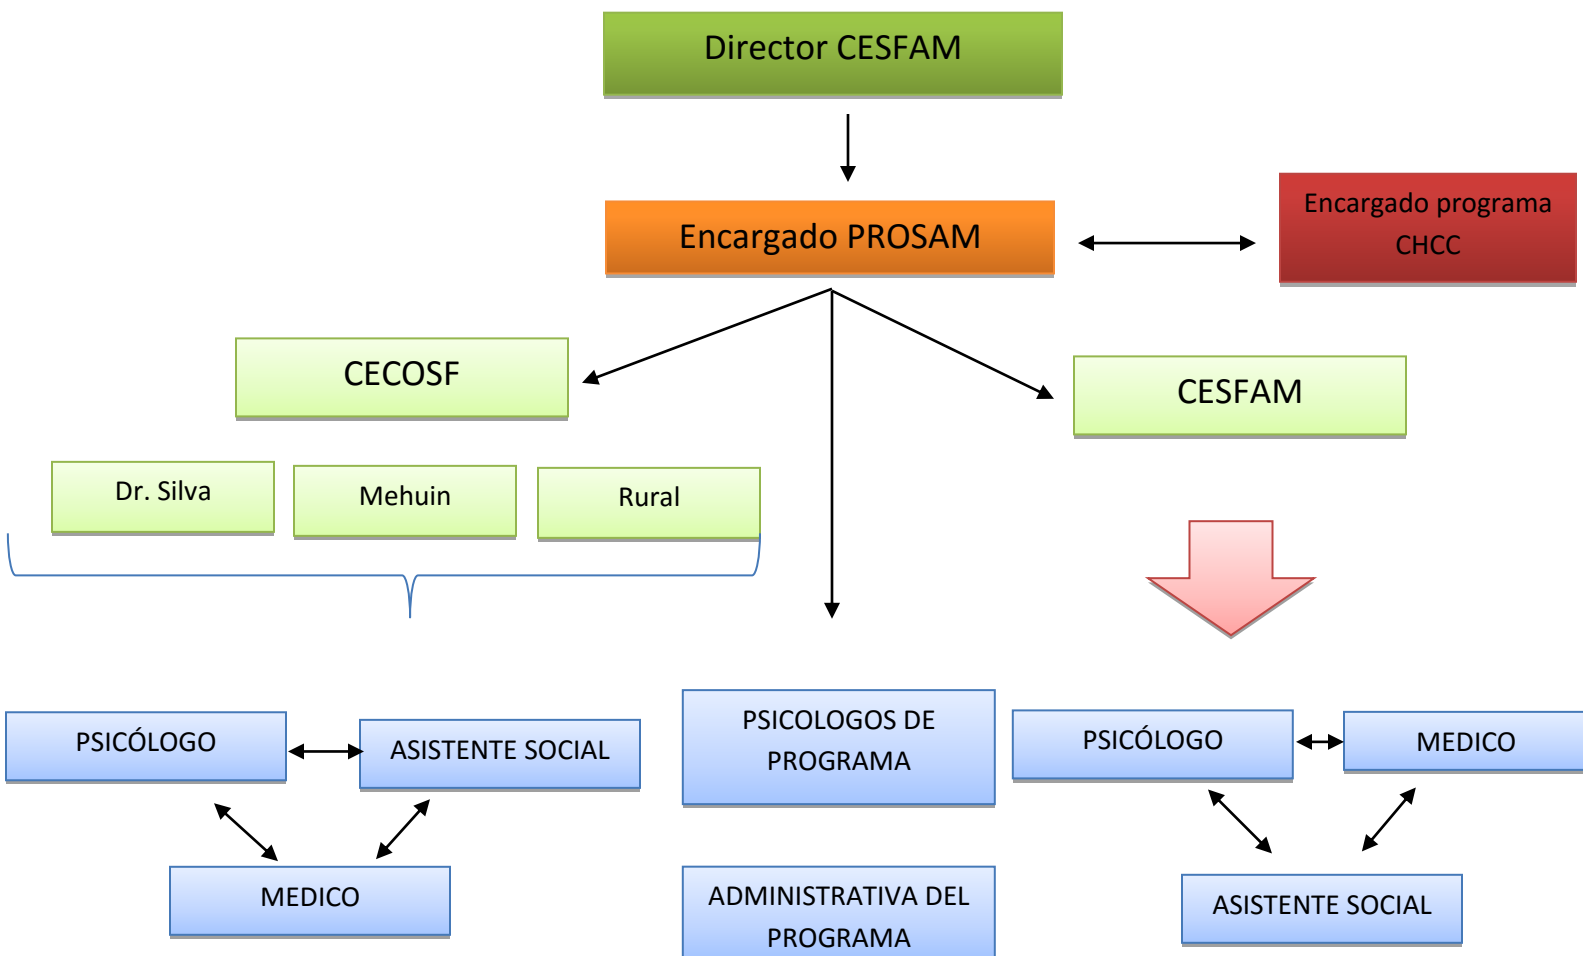 Director CESFAM
Encargado PROSAM
Encargado programa
CHCC
CECOSF
CESFAM
Dr. Silva
Mehuin
Rural
PSICÓLOGO
ASISTENTE SOCIAL
MEDICO
PSICOLOGOS DE
PROGRAMA
ADMINISTRATIVA DEL
PROGRAMA
PSICÓLOGO
MEDICO
ASISTENTE SOCIAL